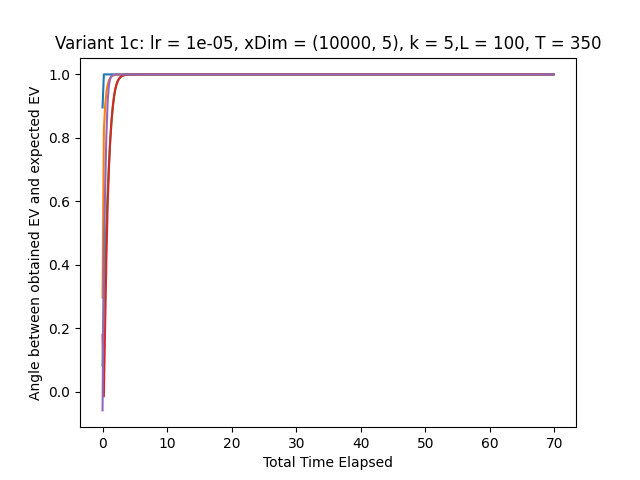 Variant 1c: lr = 1e-05, xDim = (10000, 5), k = 5,L = 100, T = 350
Angle between obtained EV and expected EV
1.0
0.8
0.6
0.4
0.2
0.0
0 10 20 30 40 50 60 70
Total Time Elapsed